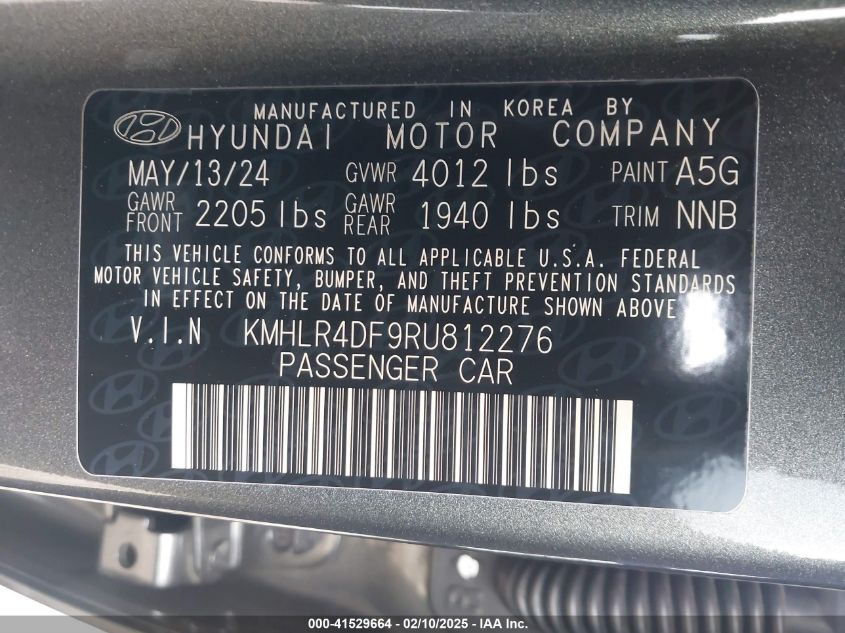 MANUFACTURED IN KOREA BY
HYUNDAI MOTOR COMPANY
MAY/13/24 GVWR 4012 lbs PAINT A5G
GAWR FRONT 2205 lbs GAWR REAR 1940 lbs TRIM NNB
THIS VEHICLE CONFORMS TO ALL APPLICABLE U.S.A. FEDERAL
MOTOR VEHICLE SAFETY, BUMPER, AND THEFT PREVENTION STANDARDS
IN EFFECT ON THE DATE OF MANUFACTURE SHOWN ABOVE
V.I.N KMHLR4DF9RU812276
PASSENGER CAR
000-41529664 - 02/10/2025 - IAA Inc.